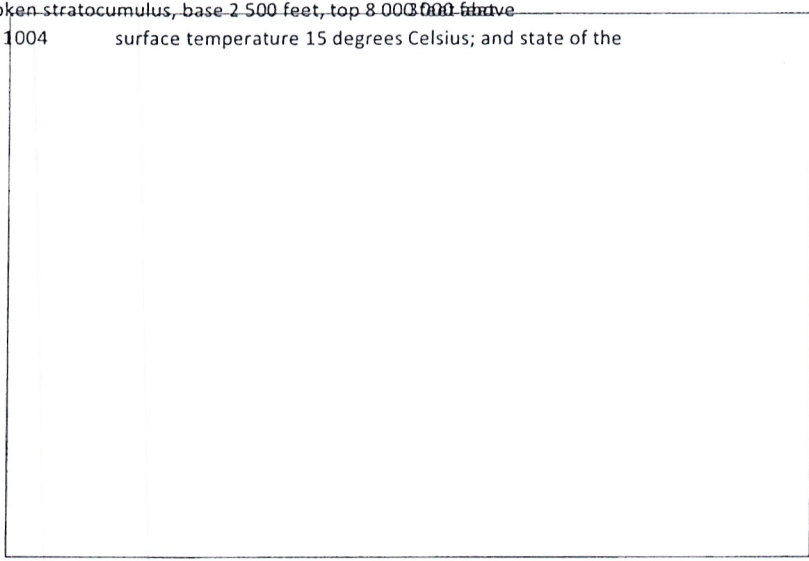 ken stratocumulus, base 2 500 feet, top 8 000
1004 surface temperature 15 degrees Celsius; and state of the